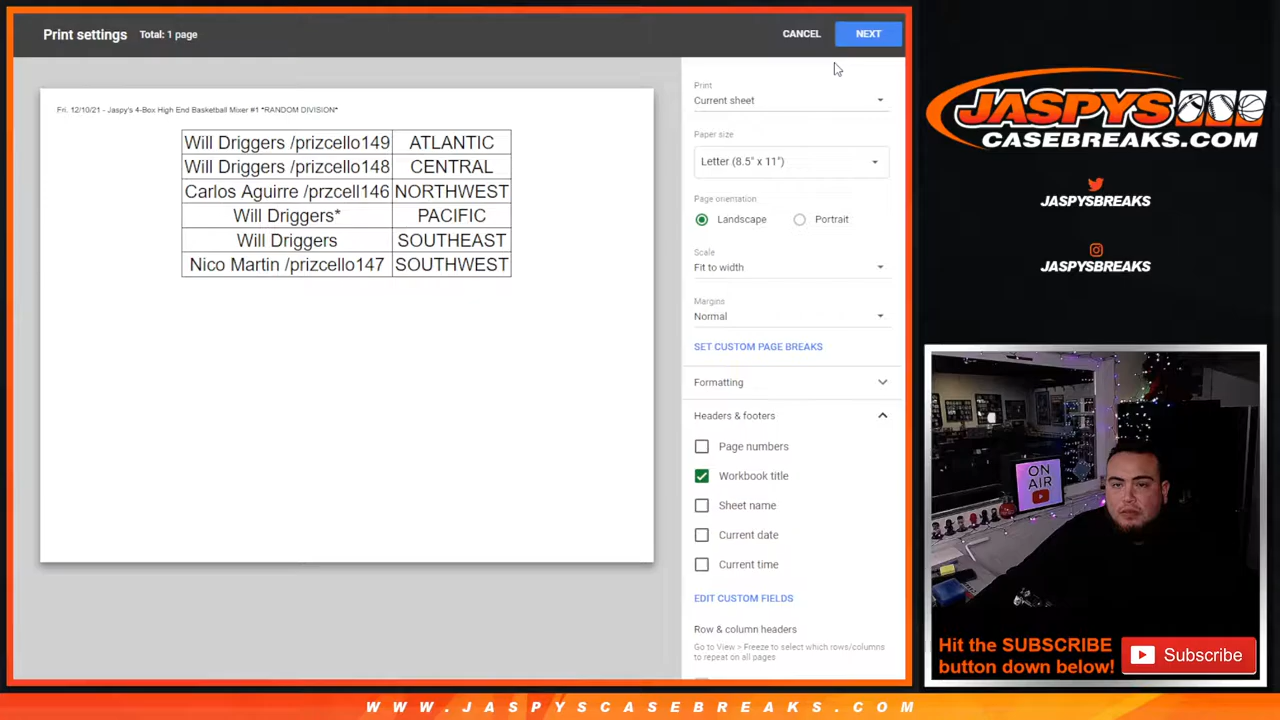 Print settings
Total: 1 page
CANCEL
NEXT
Fri. 12/10/21 - Jaspy's 4-Box High End Basketball Mixer #1 *RANDOM DIVISION*
Will Driggers /prizcello149 ATLANTIC
Will Driggers /prizcello148 CENTRAL
Carlos Aguirre /przcell146 NORTHWEST
Will Driggers* PACIFIC
Will Driggers SOUTHEAST
Nico Martin /prizcello147 SOUTHWEST
Print
Current sheet
Paper size
Letter (8.5" x 11")
Page orientation
Landscape
Portrait
Scale
Fit to width
Margins
Normal
SET CUSTOM PAGE BREAKS
Formatting
Headers & footers
Page numbers
Workbook title
Sheet name
Current date
Current time
EDIT CUSTOM FIELDS
Row & column headers
Go to View > Freeze to select which rows/columns
to repeat on all pages
JASPYS
CASEBREAKS.COM
JASPYSBREAKS
JASPYSBREAKS
ON
AIR
Hit the SUBSCRIBE
button down below!
Subscribe
WWW.JASPYSCASEBREAKS.COM